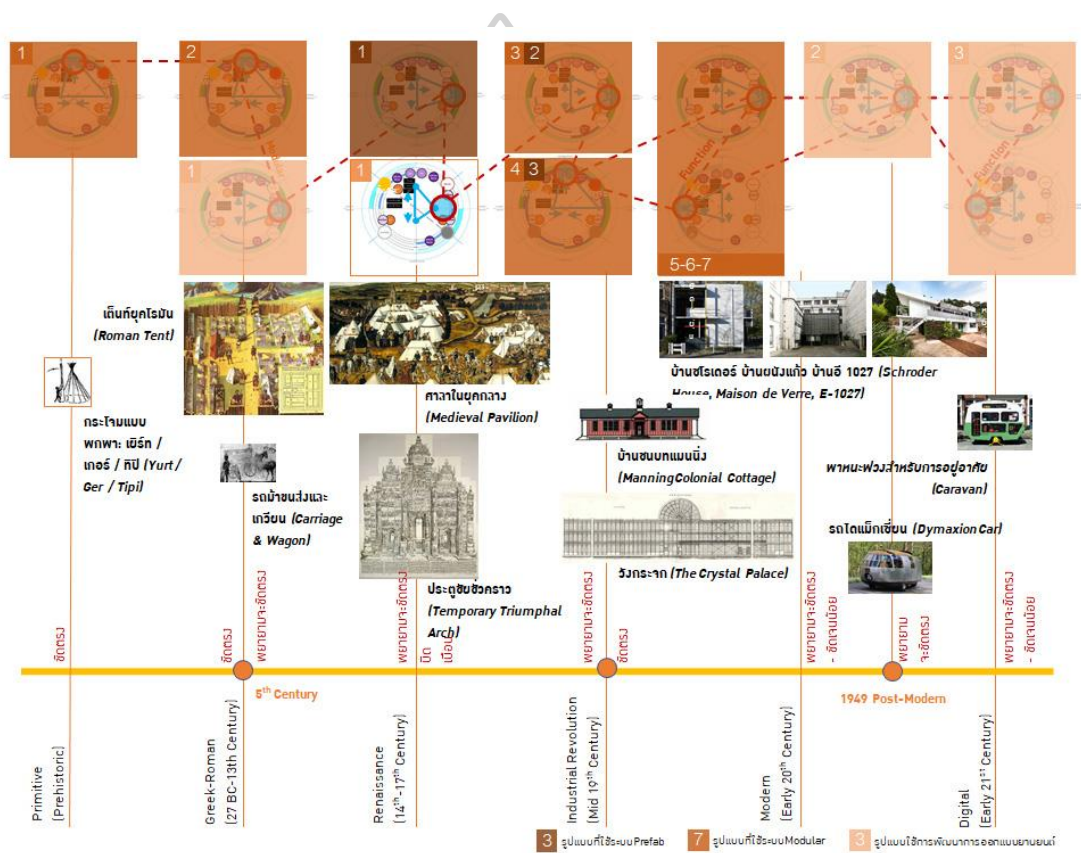 1
2
1
3 2
2
3
1
1
4 3
Function
Function
5-6-7
เต็นท์ยุคโรมัน
(Roman Tent)
กระโจมแบบ
พกพา: เยิร์ท /
เกอร์ / ทิปี (Yurt /
Ger / Tipi)
รถม้าขนส่งและ
เกวียน (Carriage
& Wagon)
ศาลาในยุคกลาง
(Medieval Pavilion)
ประตูชัยชั่วคราว
(Temporary Triumphal
Arch)
บ้านชโรเดอร์ บ้านผนังแก้ว บ้านอี 1027 (Schroder
House, Maison de Verre, E-1027)
บ้านชนบทแมนนิ่ง
(Manning Colonial Cottage)
วังกระจก (The Crystal Palace)
พาหนะพ่วงสำหรับการอยู่อาศัย
(Caravan)
รถไดแม็กเซี่ยน (Dymaxion Car)
ชัดตรง
ชัดตรง
พยายามจะชัดตรง
พยายามจะชัดตรง
บิด
เบือน
พยายามจะชัดตรง
ชัดตรง
พยายามจะชัดตรง
- ชัดเจนน้อย
พยายาม
จะชัดตรง
พยายามจะชัดตรง
- ชัดเจนน้อย
5th Century
1949 Post-Modern
Primitive
(Prehistoric)
Greek-Roman
(27 BC-13th Century)
Renaissance
(14th-17th Century)
Industrial Revolution
(Mid 19th Century)
Modern
(Early 20th Century)
Digital
(Early 21st Century)
3 รูปแบบที่ใช้ระบบPrefab
7 รูปแบบที่ใช้ระบบModular
3 รูปแบบใช้การพัฒนาการออกแบบยานยนต์